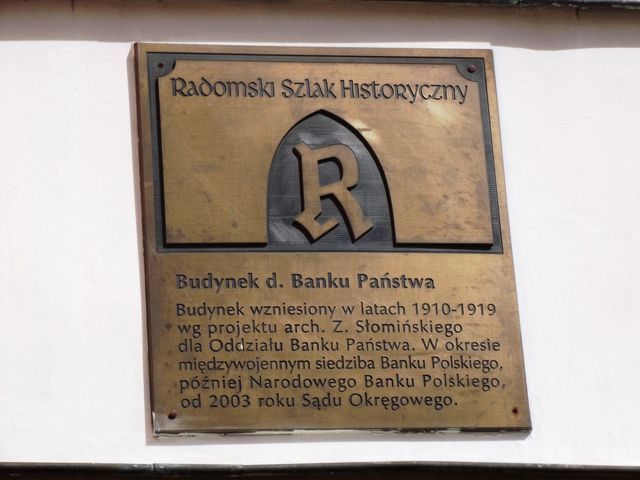 Radomski Szlak Historyczny
R
Budynek d. Banku Państwa
Budynek wzniesiony w latach 1910-1919
wg projektu arch. Z. Słomińskiego
dla Oddziału Banku Państwa. W okresie
międzywojennym siedziba Banku Polskiego,
później Narodowego Banku Polskiego,
od 2003 roku Sądu Okręgowego.